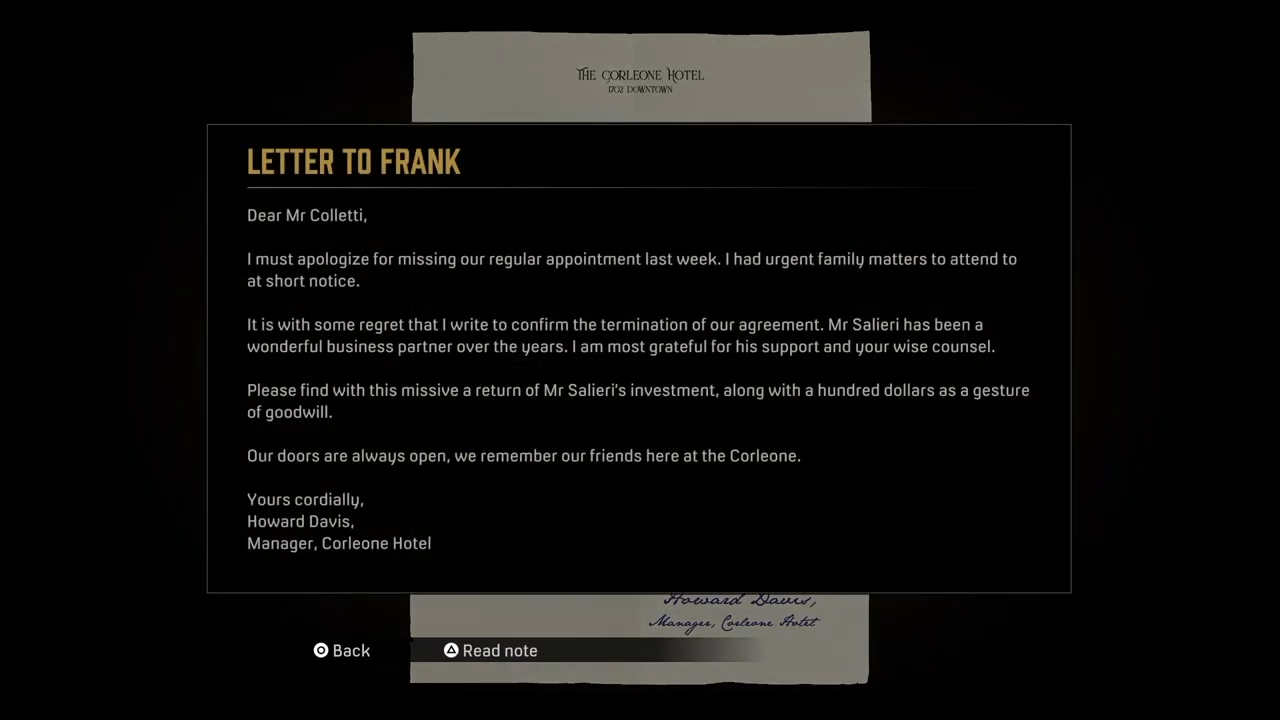 THE CORLEONE HOTEL
1702 DOWNTOWN
LETTER TO FRANK
Dear Mr Colletti,
I must apologize for missing our regular appointment last week. I had urgent family matters to attend to
at short notice.
It is with some regret that I write to confirm the termination of our agreement. Mr Salieri has been a
wonderful business partner over the years. I am most grateful for his support and your wise counsel.
Please find with this missive a return of Mr Salieri's investment, along with a hundred dollars as a gesture
of goodwill.
Our doors are always open, we remember our friends here at the Corleone.
Yours cordially,
Howard Davis,
Manager, Corleone Hotel
Howard Davis,
Manager, Corleone Hotel
Back
Read note